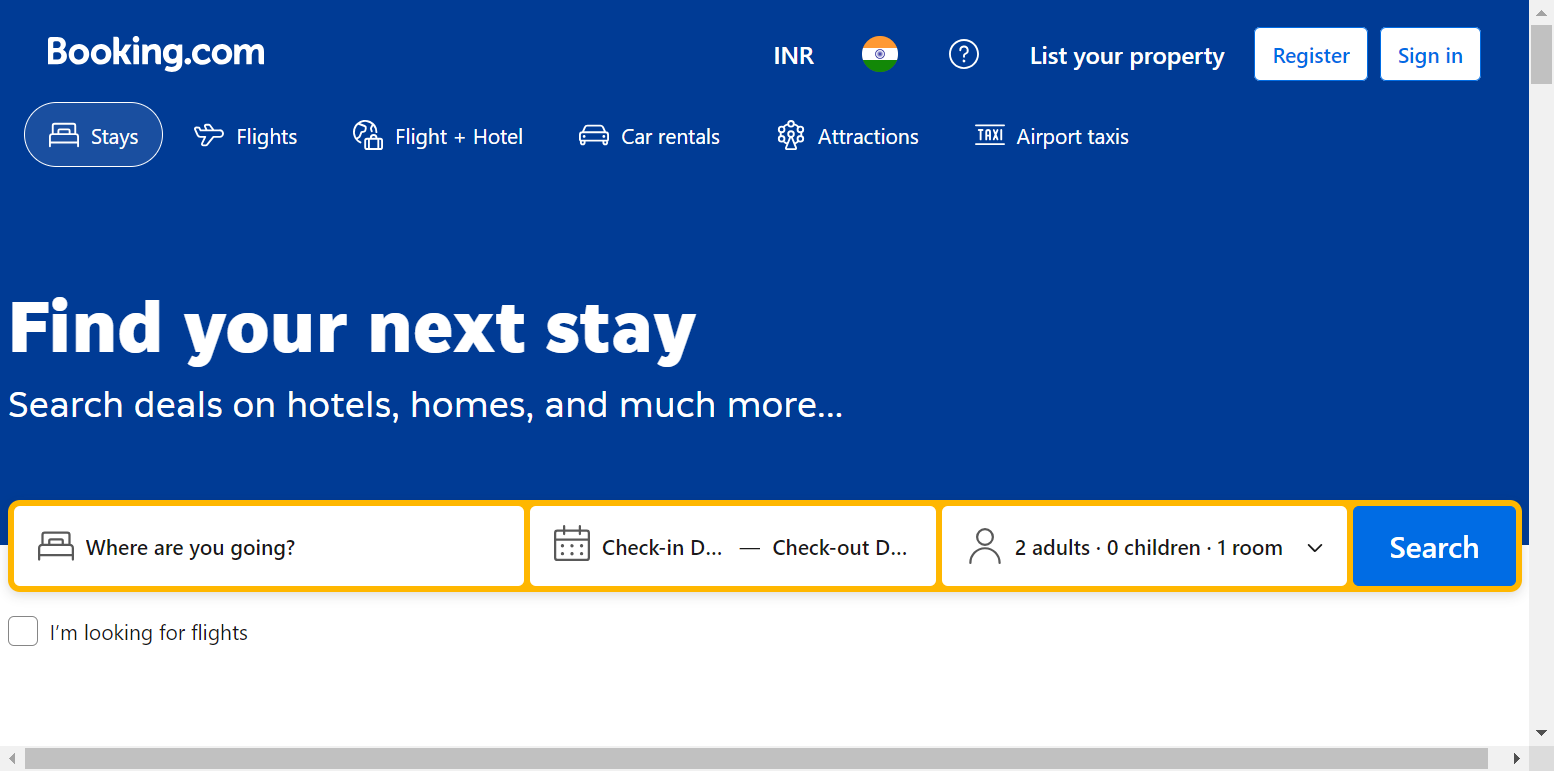 Booking.com
INR
?
List your property
Register
Sign in
Stays
Flights
Flight + Hotel
Car rentals
Attractions
TAXI
Airport taxis
Find your next stay
Search deals on hotels, homes, and much more...
Where are you going?
Check-in D... — Check-out D...
2 adults · 0 children · 1 room
Search
I'm looking for flights